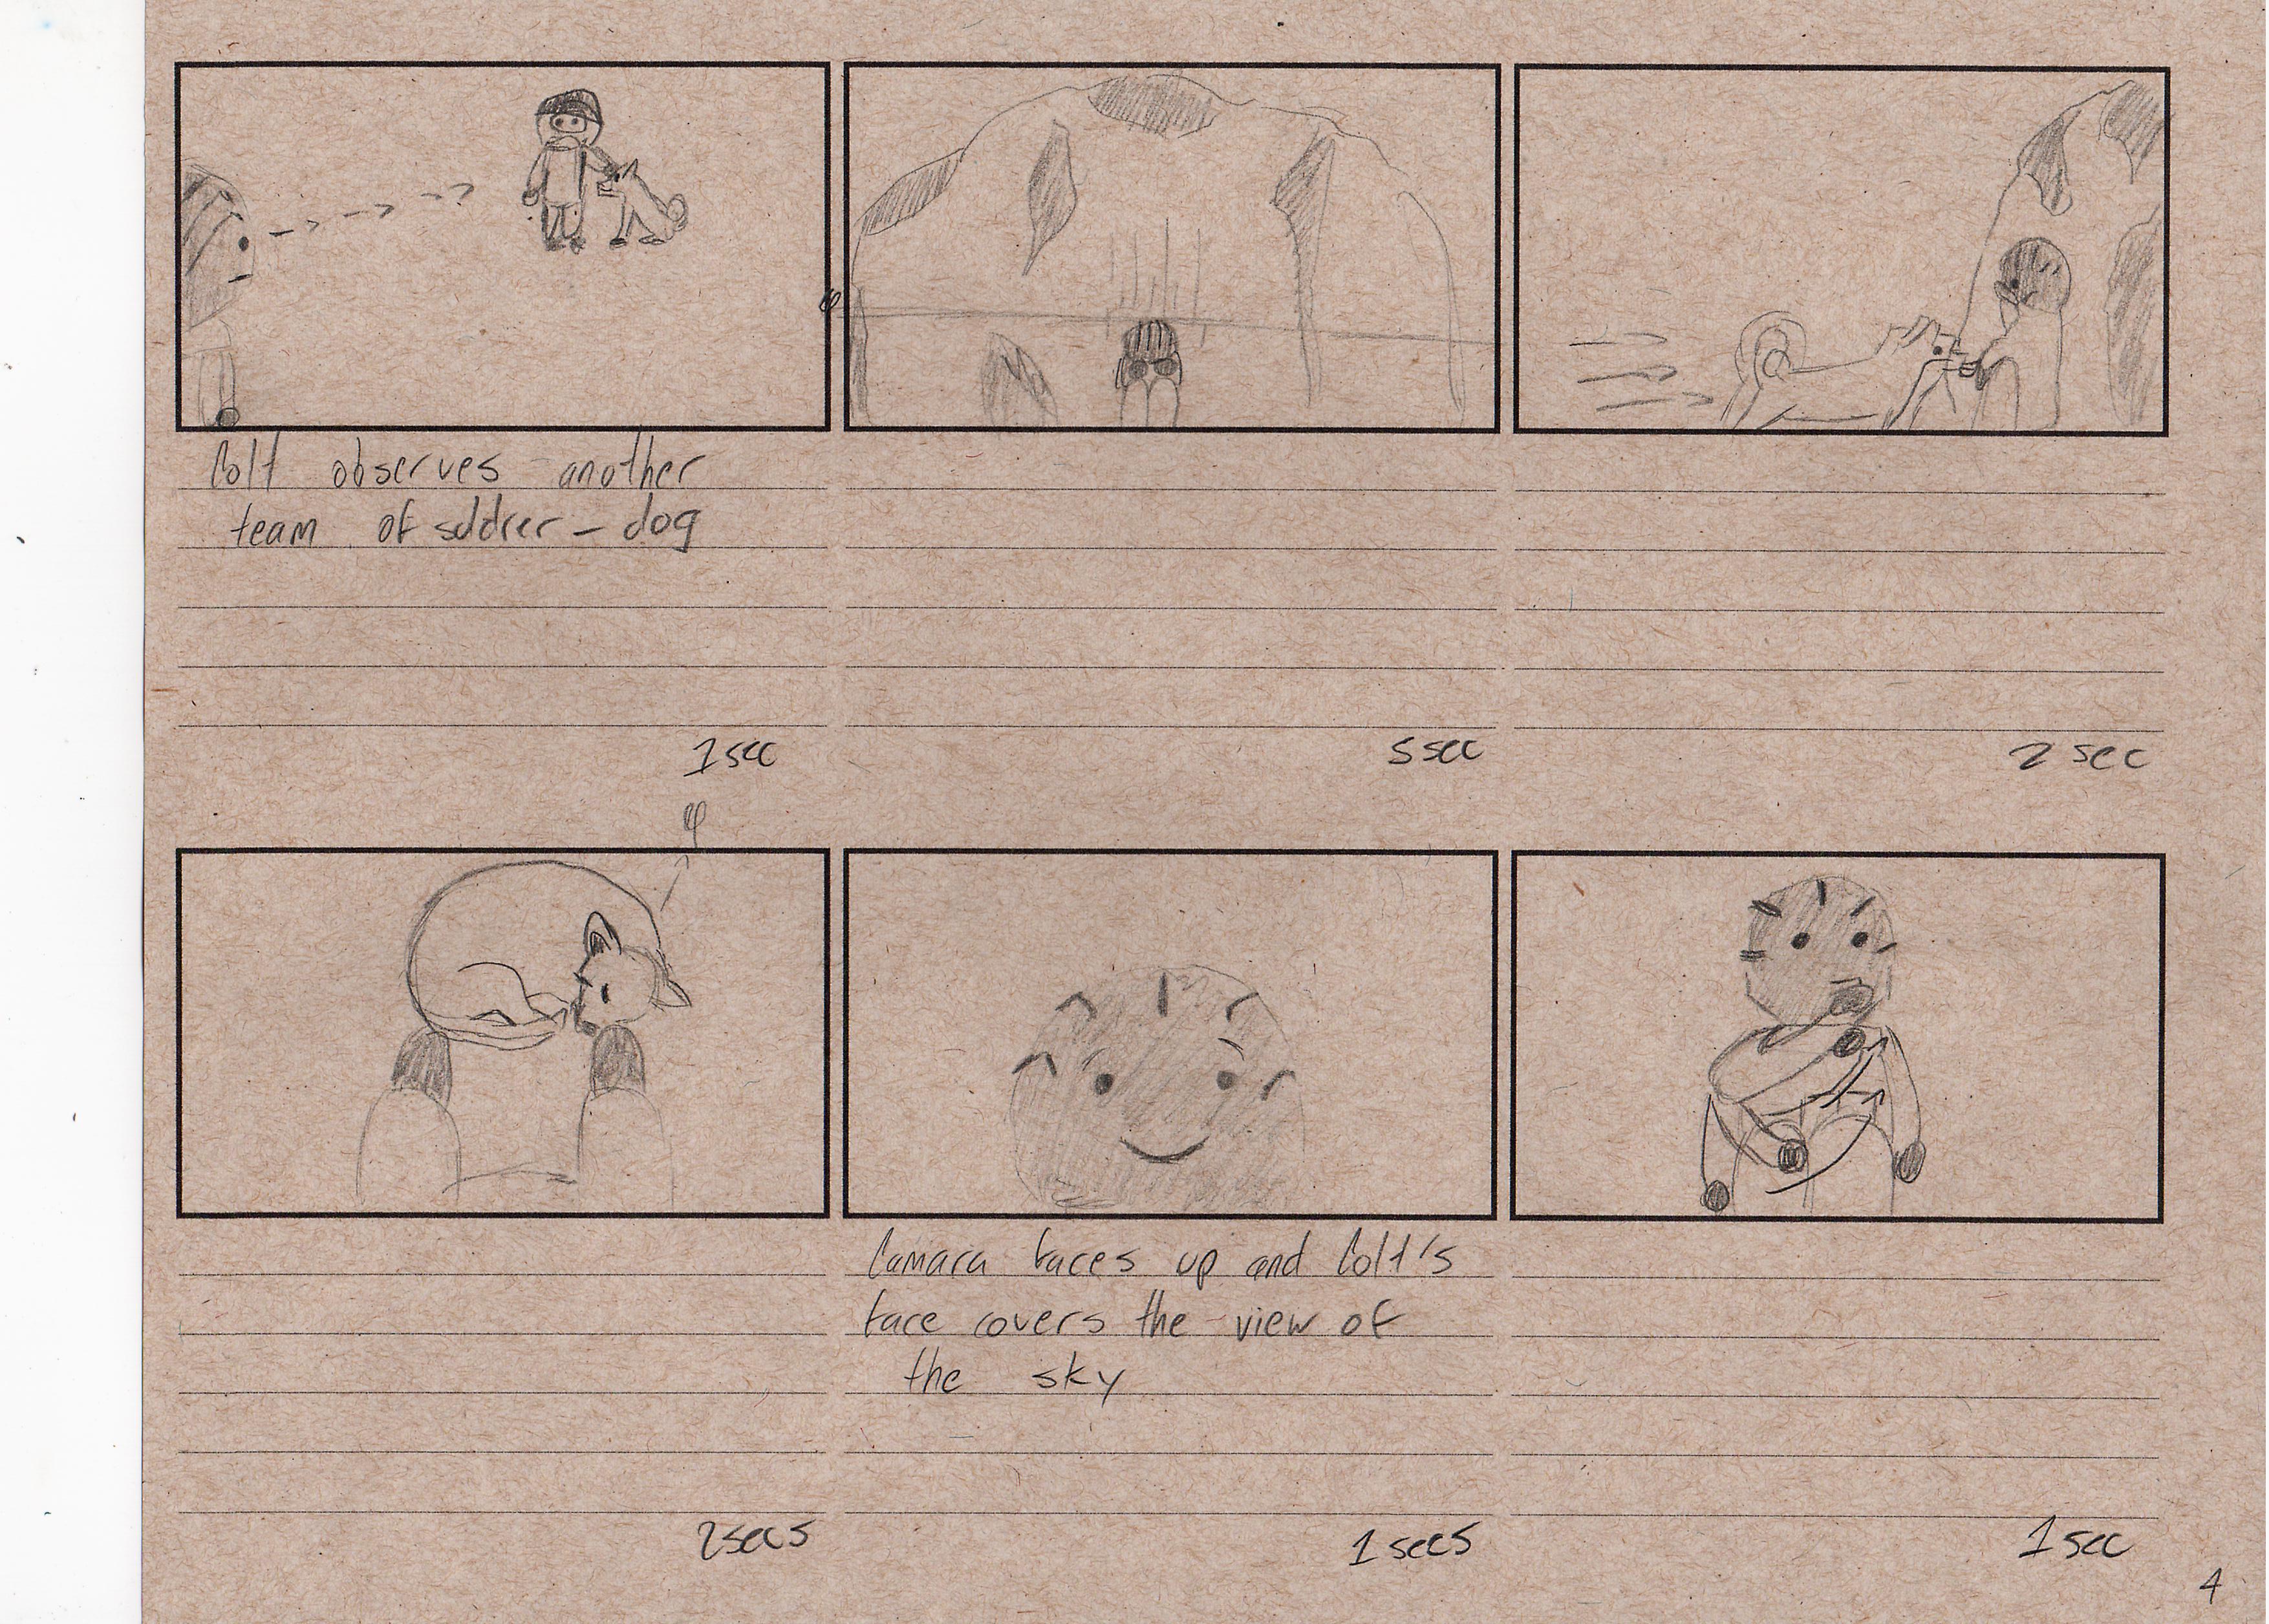 Colt observes another
team of soldier - dog
1 sec
5 sec
2 sec
Camara faces up and Colt's
face covers the view of
the sky
2 secs
1 secs
1 sec
4